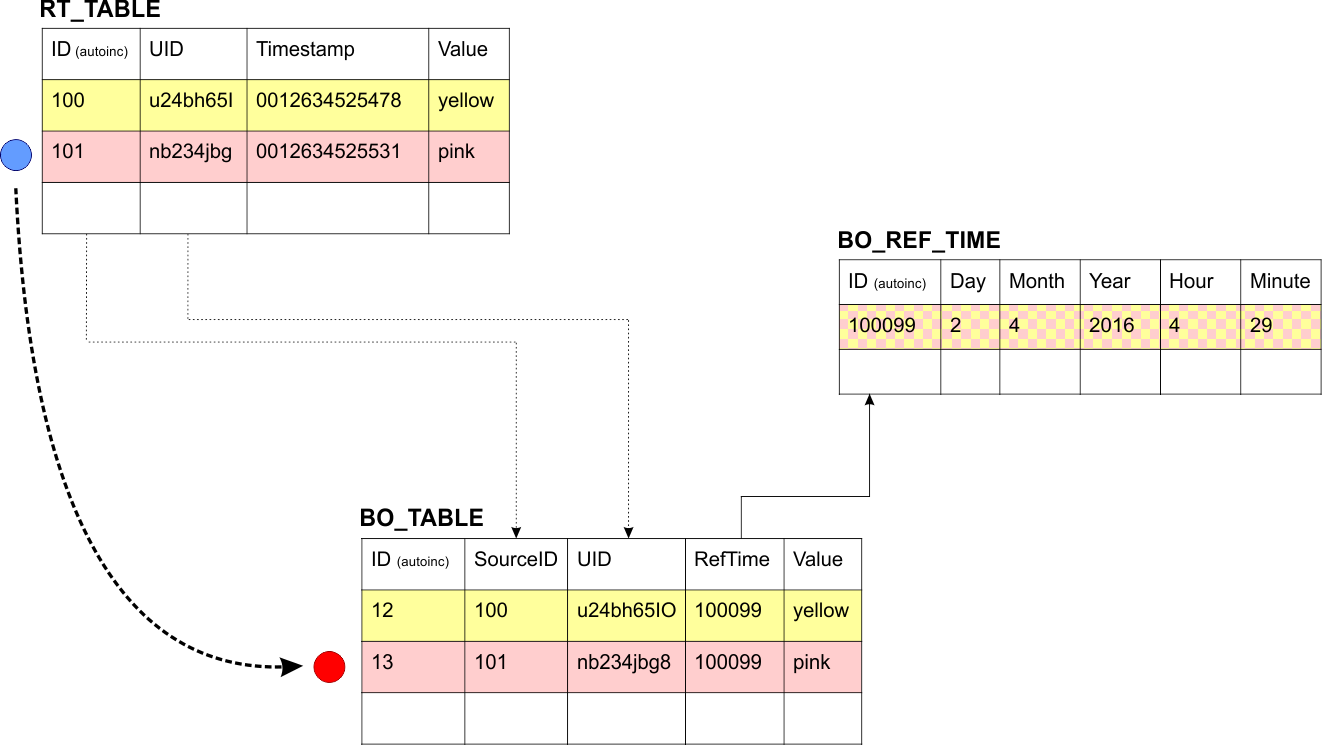 RT_TABLE
ID (autoinc) UID Timestamp Value
100 u24bh65I 0012634525478 yellow
101 nb234jbg 0012634525531 pink
BO_REF_TIME
ID (autoinc) Day Month Year Hour Minute
100099 2 4 2016 4 29
BO_TABLE
ID (autoinc) SourceID UID RefTime Value
12 100 u24bh65IO 100099 yellow
13 101 nb234jbg8 100099 pink